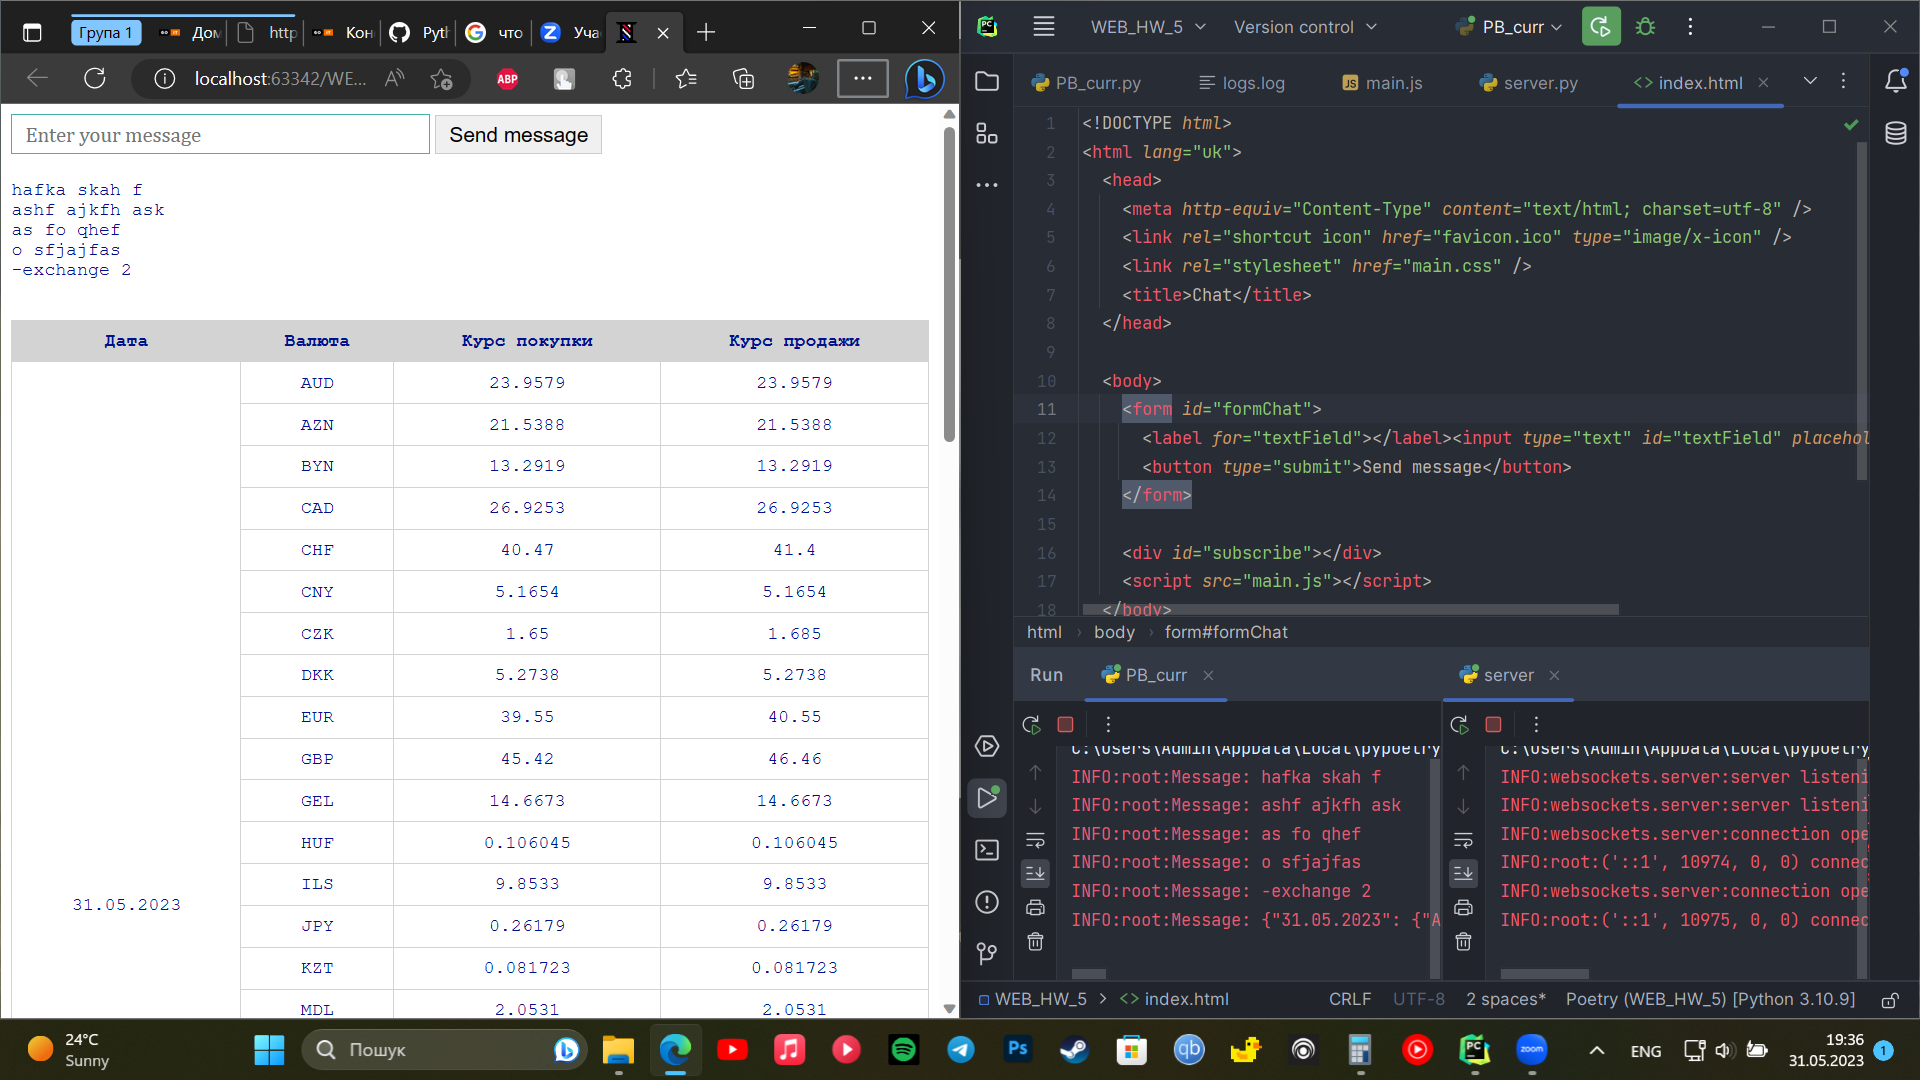 Група 1
Дом
http
Кон
Pyth
что
Уча
localhost:63342/WE...
ABP
Enter your message
Send message
hafka skah f
ashf ajkfh ask
as fo qhef
o sfjajfas
-exchange 2
Дата Валюта Курс покупки Курс продажи
31.05.2023
AUD 23.9579 23.9579
AZN 21.5388 21.5388
BYN 13.2919 13.2919
CAD 26.9253 26.9253
CHF 40.47 41.4
CNY 5.1654 5.1654
CZK 1.65 1.685
DKK 5.2738 5.2738
EUR 39.55 40.55
GBP 45.42 46.46
GEL 14.6673 14.6673
HUF 0.106045 0.106045
ILS 9.8533 9.8533
JPY 0.26179 0.26179
KZT 0.081723 0.081723
MDL 2.0531 2.0531
PC
WEB_HW_5
Version control
PB_curr
PB_curr.py
logs.log
JS main.js
server.py
<> index.html
1 <!DOCTYPE html>
2 <html lang="uk">
3 <head>
4 <meta http-equiv="Content-Type" content="text/html; charset=utf-8" />
5 <link rel="shortcut icon" href="favicon.ico" type="image/x-icon" />
6 <link rel="stylesheet" href="main.css" />
7 <title>Chat</title>
8 </head>
9
10 <body>
11 <form id="formChat">
12 <label for="textField"></label><input type="text" id="textField" placehol
13 <button type="submit">Send message</button>
14 </form>
15
16 <div id="subscribe"></div>
17 <script src="main.js"></script>
18 </body>
html › body › form#formChat
Run
PB_curr
server
C:\Users\Admin\AppData\Local\pypoetry
INFO:root:Message: hafka skah f
INFO:root:Message: ashf ajkfh ask
INFO:root:Message: as fo qhef
INFO:root:Message: o sfjajfas
INFO:root:Message: -exchange 2
INFO:root:Message: {"31.05.2023": {"A
C:\Users\Admin\AppData\Local\pypoetry
INFO:websockets.server:server listeni
INFO:websockets.server:server listeni
INFO:websockets.server:connection ope
INFO:root:('::1', 10974, 0, 0) connec
INFO:websockets.server:connection ope
INFO:root:('::1', 10975, 0, 0) connec
WEB_HW_5 > <> index.html
CRLF
UTF-8
2 spaces*
Poetry (WEB_HW_5) [Python 3.10.9]
24°C
Sunny
Пошук
Ps
qb
PC
zoom
ENG
19:36
31.05.2023
1